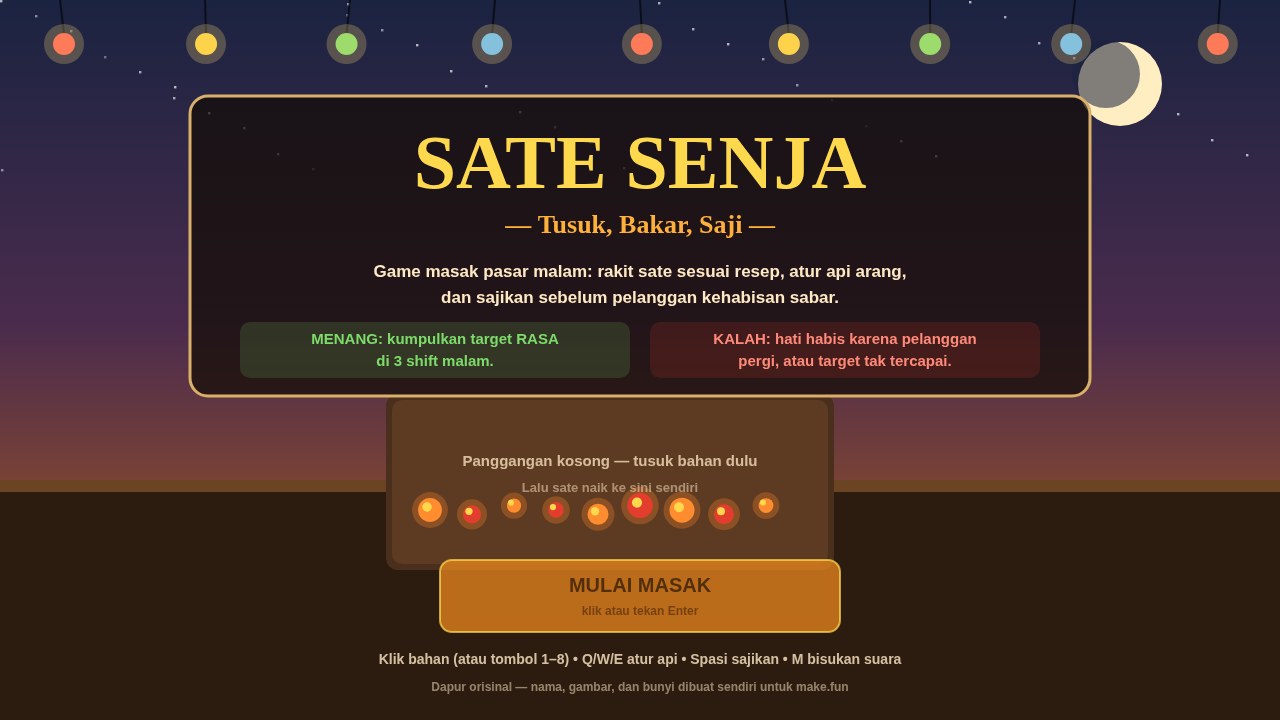 SATE SENJA
— Tusuk, Bakar, Saji —
Game masak pasar malam: rakit sate sesuai resep, atur api arang,
dan sajikan sebelum pelanggan kehabisan sabar.
MENANG: kumpulkan target RASA
di 3 shift malam.
KALAH: hati habis karena pelanggan
pergi, atau target tak tercapai.
Panggangan kosong — tusuk bahan dulu
Lalu sate naik ke sini sendiri
MULAI MASAK
klik atau tekan Enter
Klik bahan (atau tombol 1–8) • Q/W/E atur api • Spasi sajikan • M bisukan suara
Dapur orisinal — nama, gambar, dan bunyi dibuat sendiri untuk make.fun